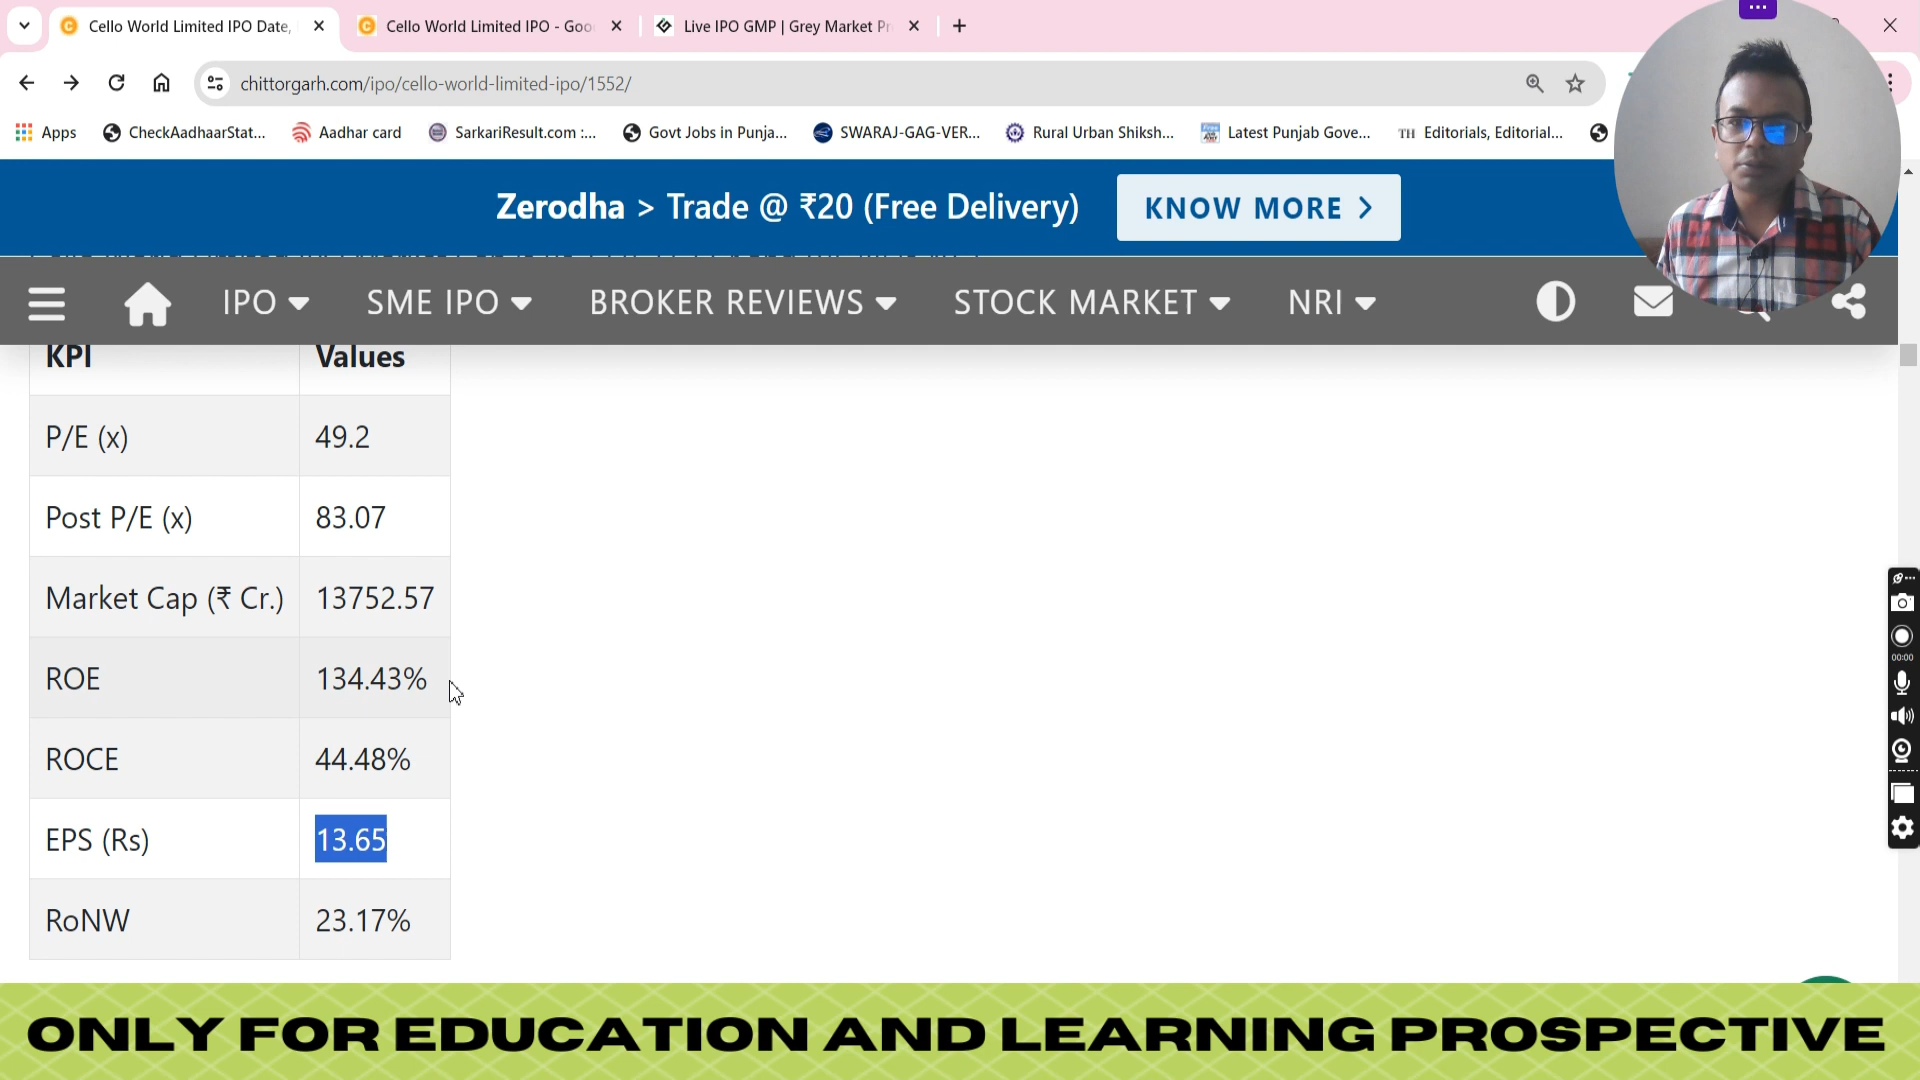 Cello World Limited IPO Date,
Cello World Limited IPO - Goo
Live IPO GMP | Grey Market Pr
chittorgarh.com/ipo/cello-world-limited-ipo/1552/
Apps
CheckAadhaarStat...
Aadhar card
SarkariResult.com :...
Govt Jobs in Punja...
SWARAJ-GAG-VER...
Rural Urban Shiksh...
Latest Punjab Gove...
TH Editorials, Editorial...
Zerodha > Trade @ ₹20 (Free Delivery)
KNOW MORE >
IPO
SME IPO
BROKER REVIEWS
STOCK MARKET
NRI
KPI Values
P/E (x) 49.2
Post P/E (x) 83.07
Market Cap (₹ Cr.) 13752.57
ROE 134.43%
ROCE 44.48%
EPS (Rs) 13.65
RoNW 23.17%
00:00
ONLY FOR EDUCATION AND LEARNING PROSPECTIVE